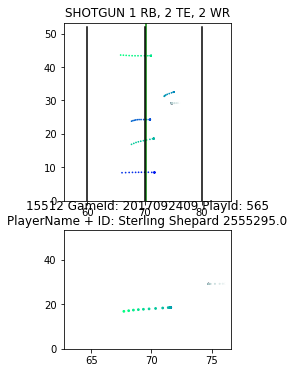 SHOTGUN 1 RB, 2 TE, 2 WR
50
40
30
20
10
0
60 70 80
15512 GameId: 2017092409 PlayId: 565
PlayerName + ID: Sterling Shepard 2555295.0
40
20
0
65 70 75